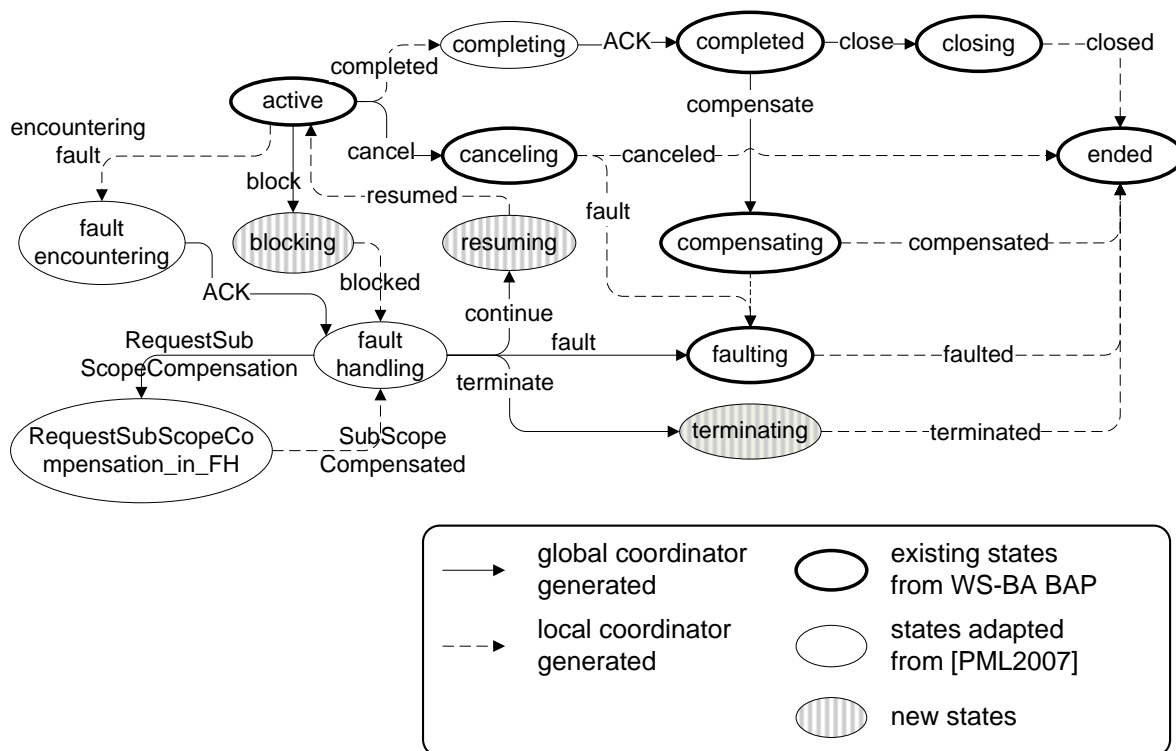 completing
ACK
completed
close
closing
closed
completed
active
compensate
encountering
fault
cancel
canceling
canceled
ended
block
resumed
fault
fault
encountering
blocking
resuming
compensating
compensated
ACK
blocked
continue
RequestSub
ScopeCompensation
fault
handling
fault
faulting
faulted
terminate
RequestSubScopeCo
mpensation_in_FH
SubScope
Compensated
terminating
terminated
global coordinator
generated
existing states
from WS-BA BAP
local coordinator
generated
states adapted
from [PML2007]
new states